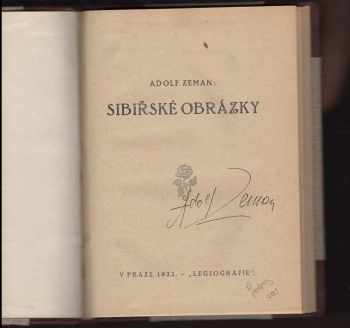 ADOLF ZEMAN:
SIBIŘSKÉ OBRÁZKY
Adolf Zeman
V PRAZE 1922. - „LEGIOGRAFIE“.